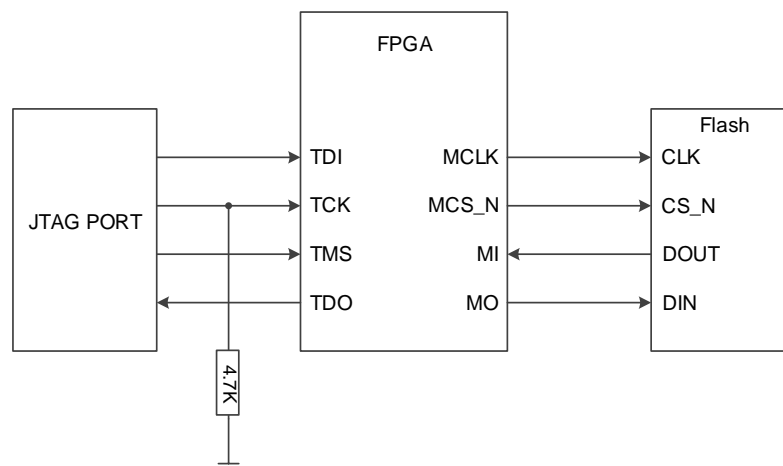 FPGA
Flash
TDI MCLK CLK
JTAG PORT TCK MCS_N CS_N
TMS MI DOUT
TDO MO DIN
4.7K